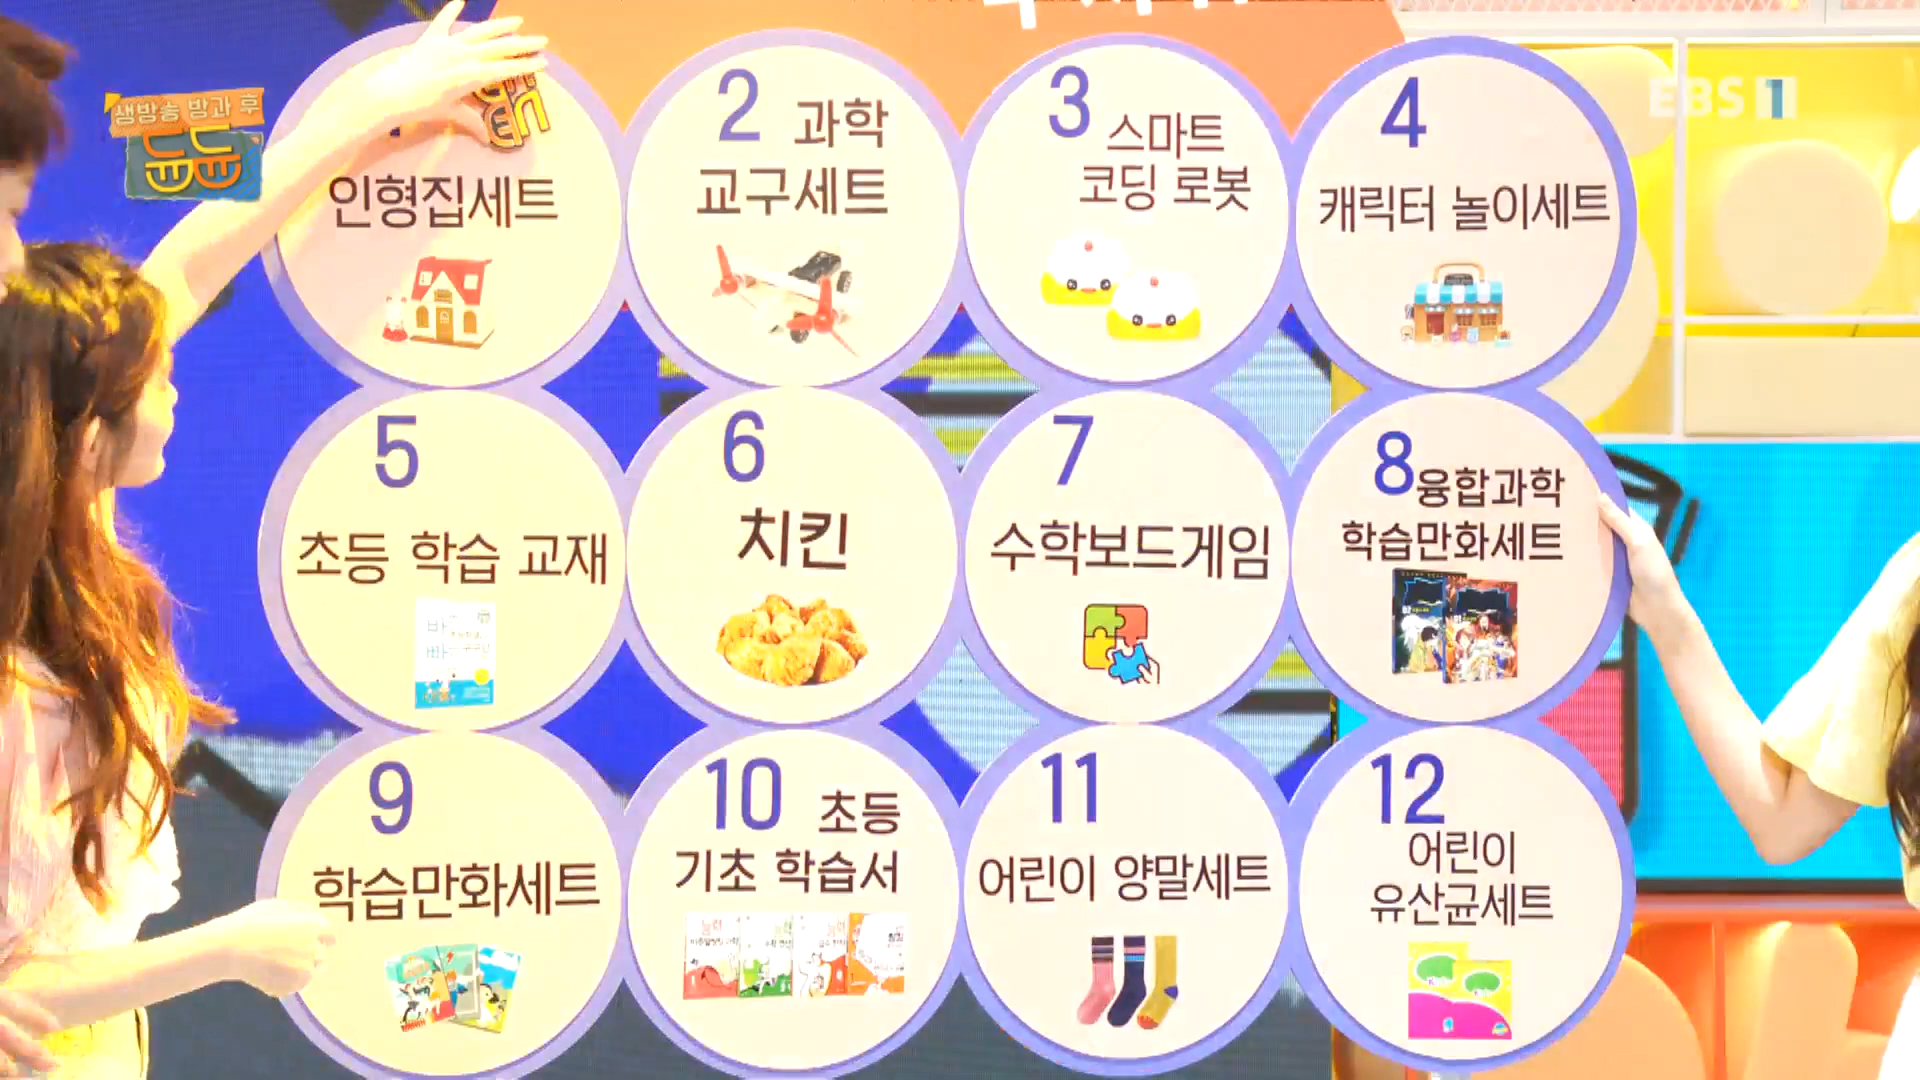 생방송 방과 후
듄듄
EBS 1
인형집세트
2 과학
교구세트
3 스마트
코딩 로봇
4
캐릭터 놀이세트
5
초등 학습 교재
6
치킨
7
수학보드게임
8 융합과학
학습만화세트
9
학습만화세트
10 초등
기초 학습서
11
어린이 양말세트
12
어린이
유산균세트